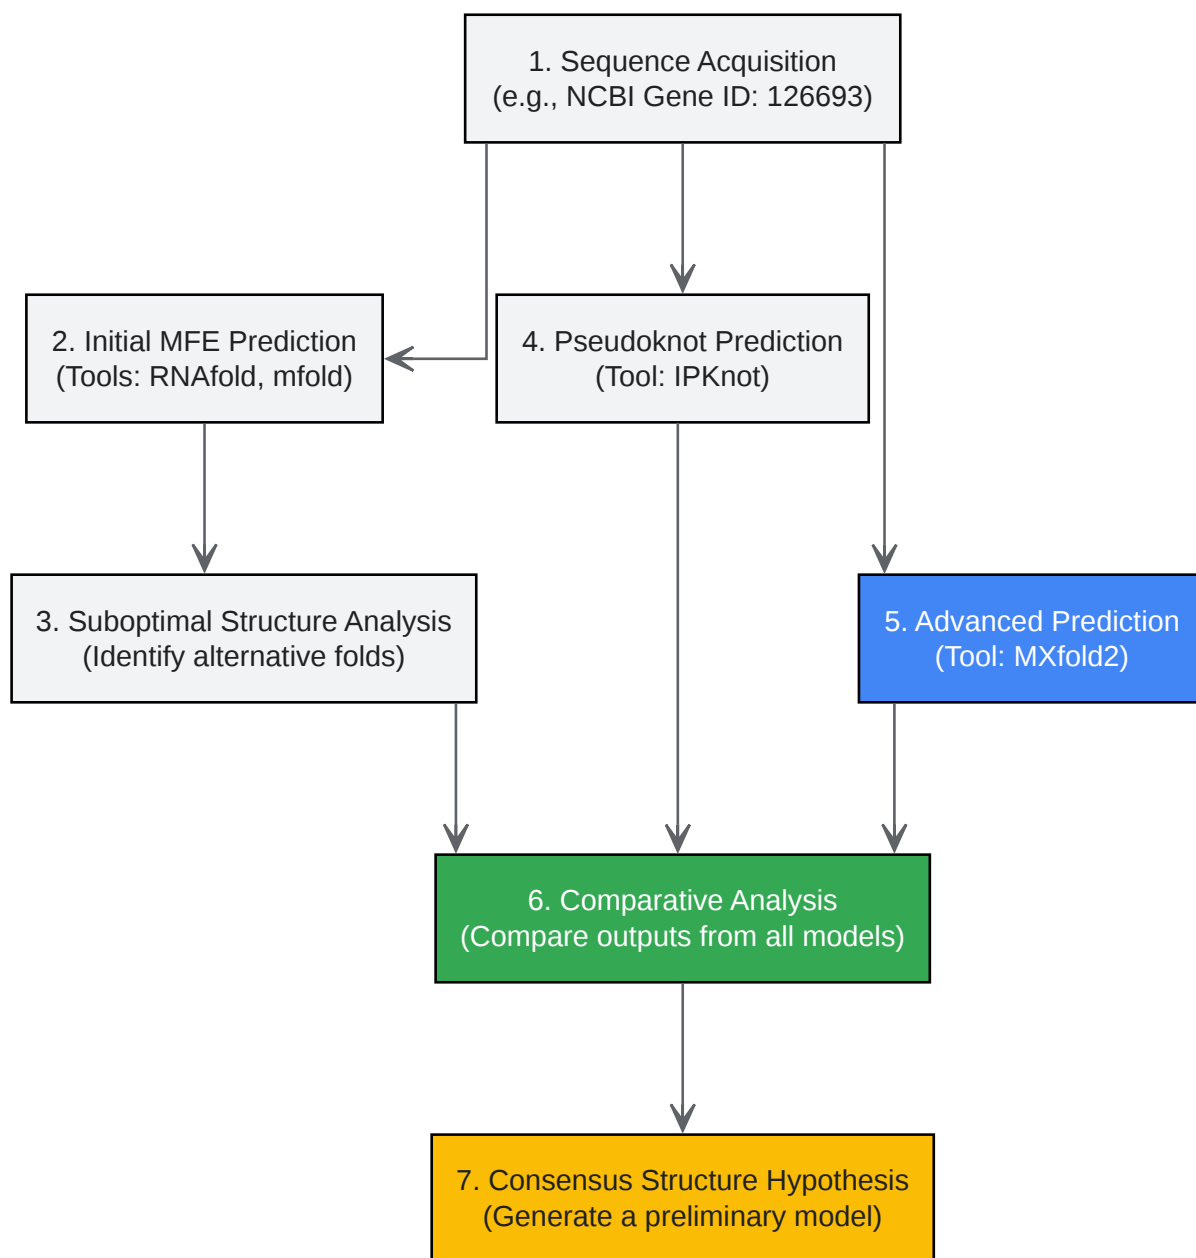 1. Sequence Acquisition
(e.g., NCBI Gene ID: 126693)
2. Initial MFE Prediction
(Tools: RNAfold, mfold)
4. Pseudoknot Prediction
(Tool: IPKnot)
3. Suboptimal Structure Analysis
(Identify alternative folds)
5. Advanced Prediction
(Tool: MXfold2)
6. Comparative Analysis
(Compare outputs from all models)
7. Consensus Structure Hypothesis
(Generate a preliminary model)